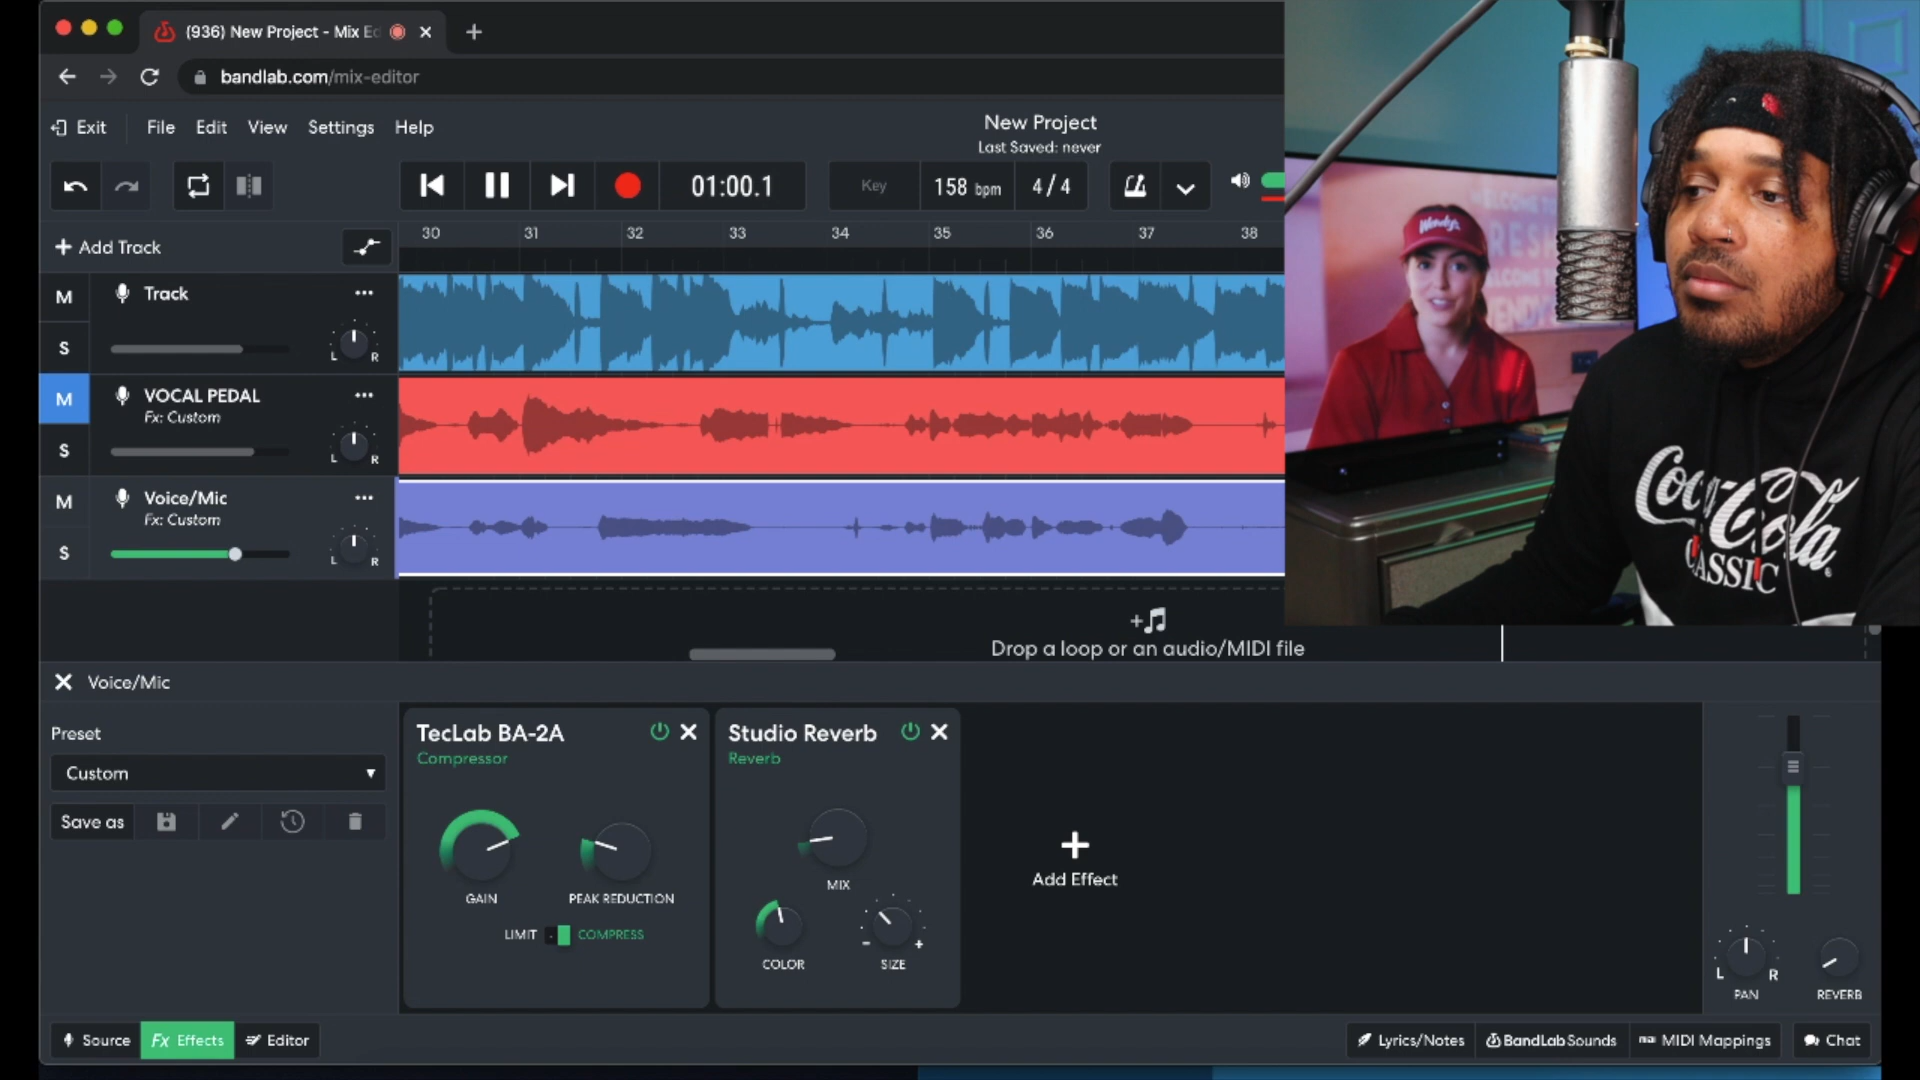 (936) New Project - Mix Ed
bandlab.com/mix-editor
Exit File Edit View Settings Help
New Project
Last Saved: never
01:00.1 Key 158 bpm 4/4
Add Track
30 31 32 33 34 35 36 37 38
M Track
S L R
M VOCAL PEDAL
Fx: Custom
S L R
M Voice/Mic
Fx: Custom
S L R
Drop a loop or an audio/MIDI file
Voice/Mic
Preset
Custom
Save as
TecLab BA-2A
Compressor
GAIN PEAK REDUCTION
LIMIT COMPRESS
Studio Reverb
Reverb
MIX
COLOR SIZE
Add Effect
L R
PAN REVERB
Source Fx Effects Editor
Lyrics/Notes BandLab Sounds MIDI Mappings Chat
Wendy's
WELCOME TO
Coca-Cola
CLASSIC